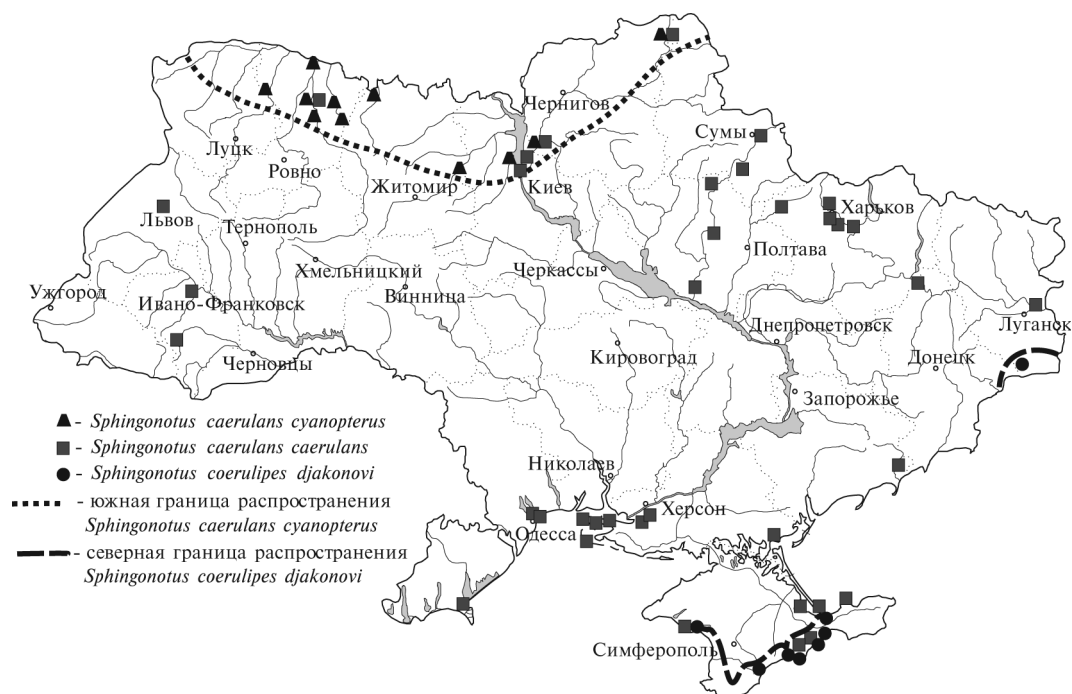 Чернигов
Сумы
Луцк
Ровно
Житомир
Киев
Харьков
Львов
Тернополь
Полтава
Хмельницкий
Черкассы
Ужгород
Ивано-Франковск
Винница
Луганск
Днепропетровск
Кировоград
Донецк
Черновцы
Запорожье
- Sphingonotus caerulans cyanopterus
- Sphingonotus caerulans caerulans
- Sphingonotus coerulipes djakonovi
- южная граница распространения
Sphingonotus caerulans cyanopterus
- северная граница распространения
Sphingonotus coerulipes djakonovi
Николаев
Херсон
Одесса
Симферополь